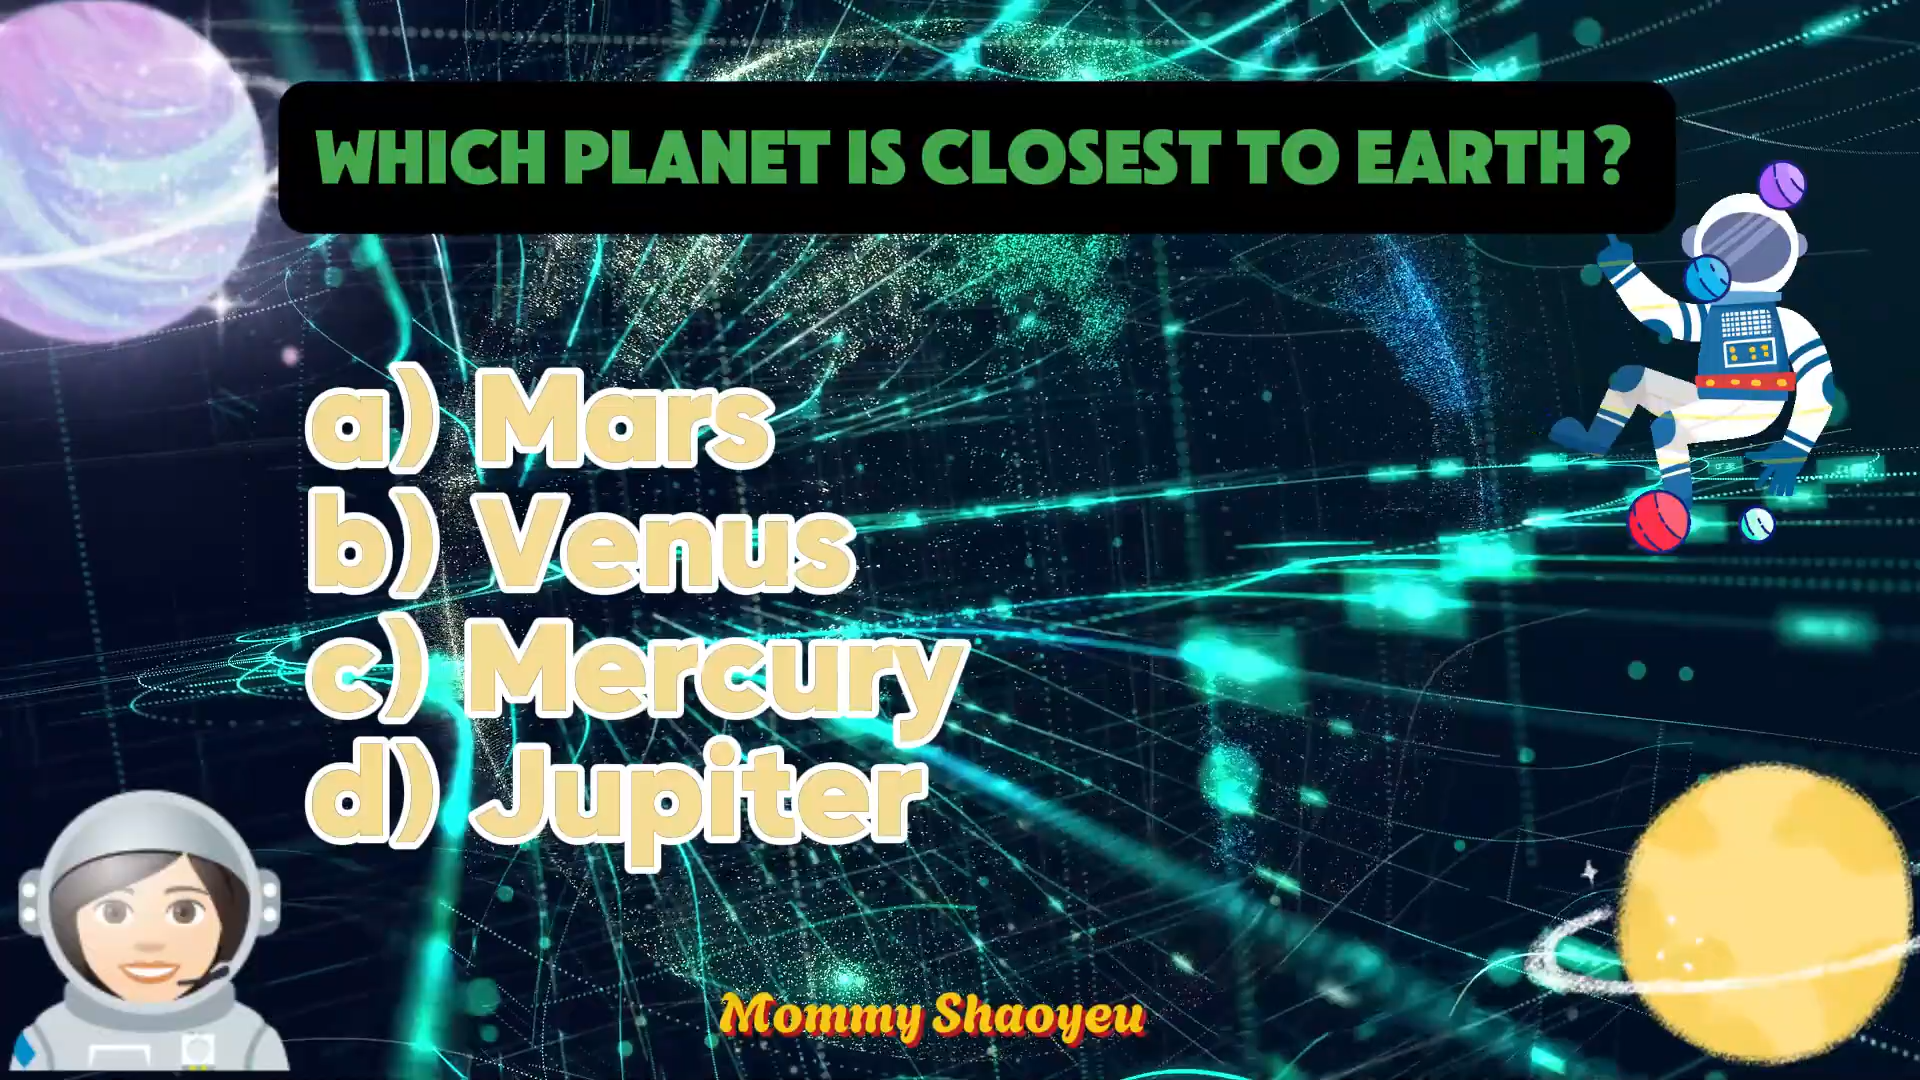 WHICH PLANET IS CLOSEST TO EARTH?
a) Mars
b) Venus
c) Mercury
d) Jupiter
Mommy Shaoyeu